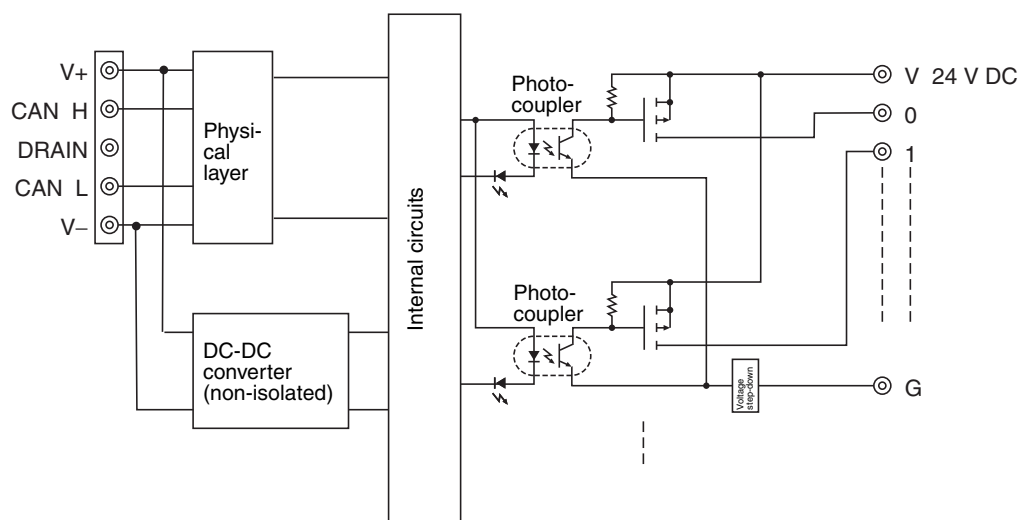 V+
CAN H
DRAIN
CAN L
V–
Physi-
cal
layer
DC-DC
converter
(non-isolated)
Internal circuits
Photo-
coupler
Photo-
coupler
Voltage
step-down
V 24 V DC
0
1
G